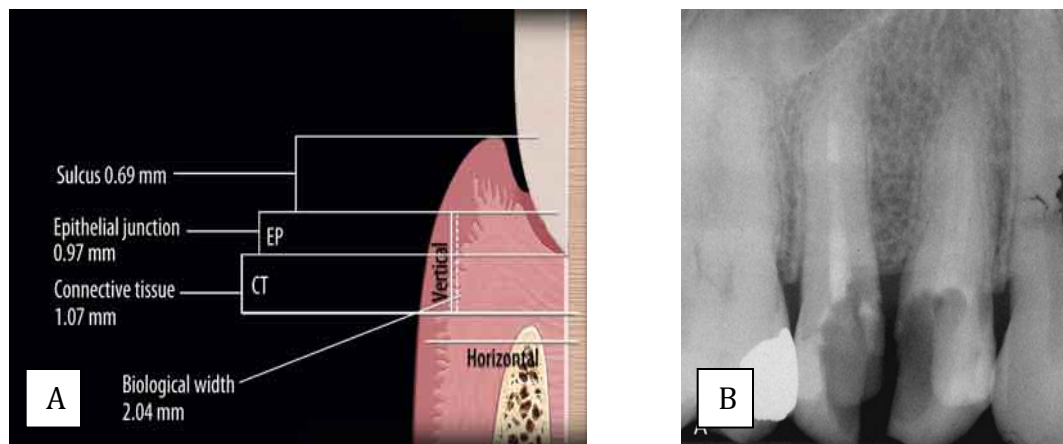 Sulcus 0.69 mm
Epithelial junction
0.97 mm
EP
Connective tissue
1.07 mm
CT
Vertical
Horizontal
Biological width
2.04 mm
A
B
A